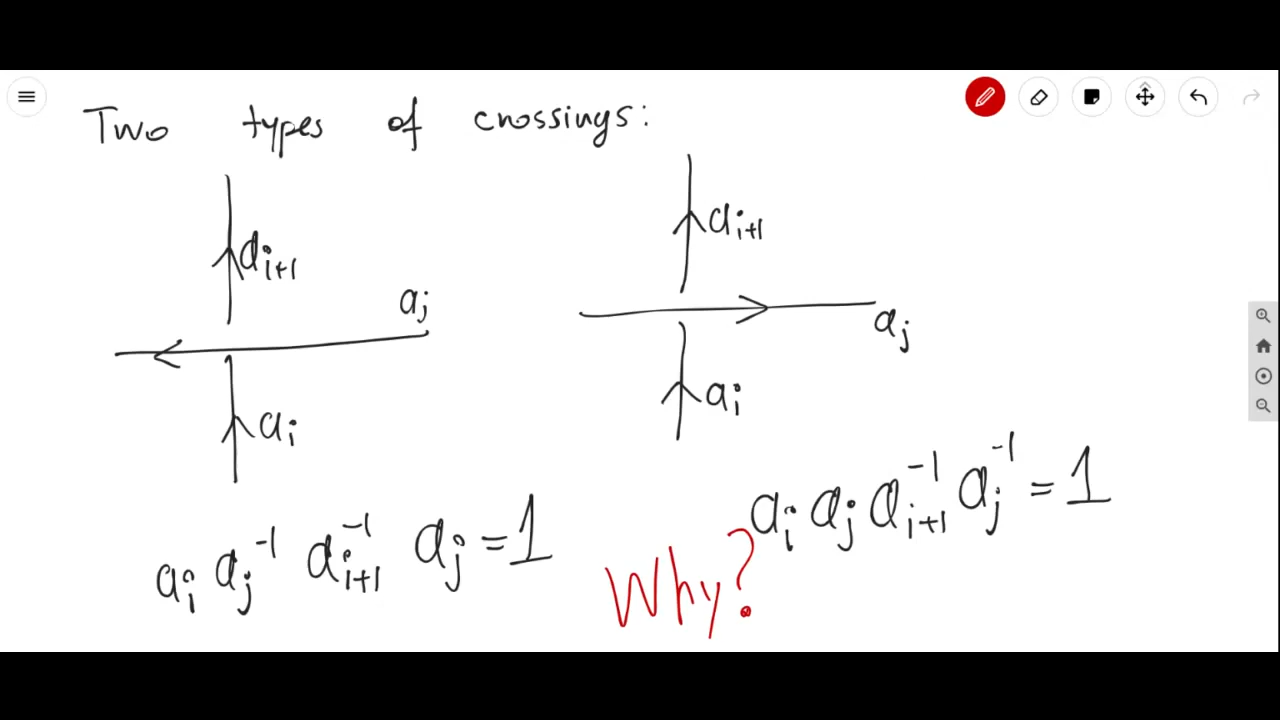 Two types of crossings:
a_{i+1}
a_{i+1}
a_j
a_j
a_i
a_i
a_i a_j^{-1} a_{i+1}^{-1} a_j = 1
a_i a_j a_{i+1}^{-1} a_j^{-1} = 1
Why?